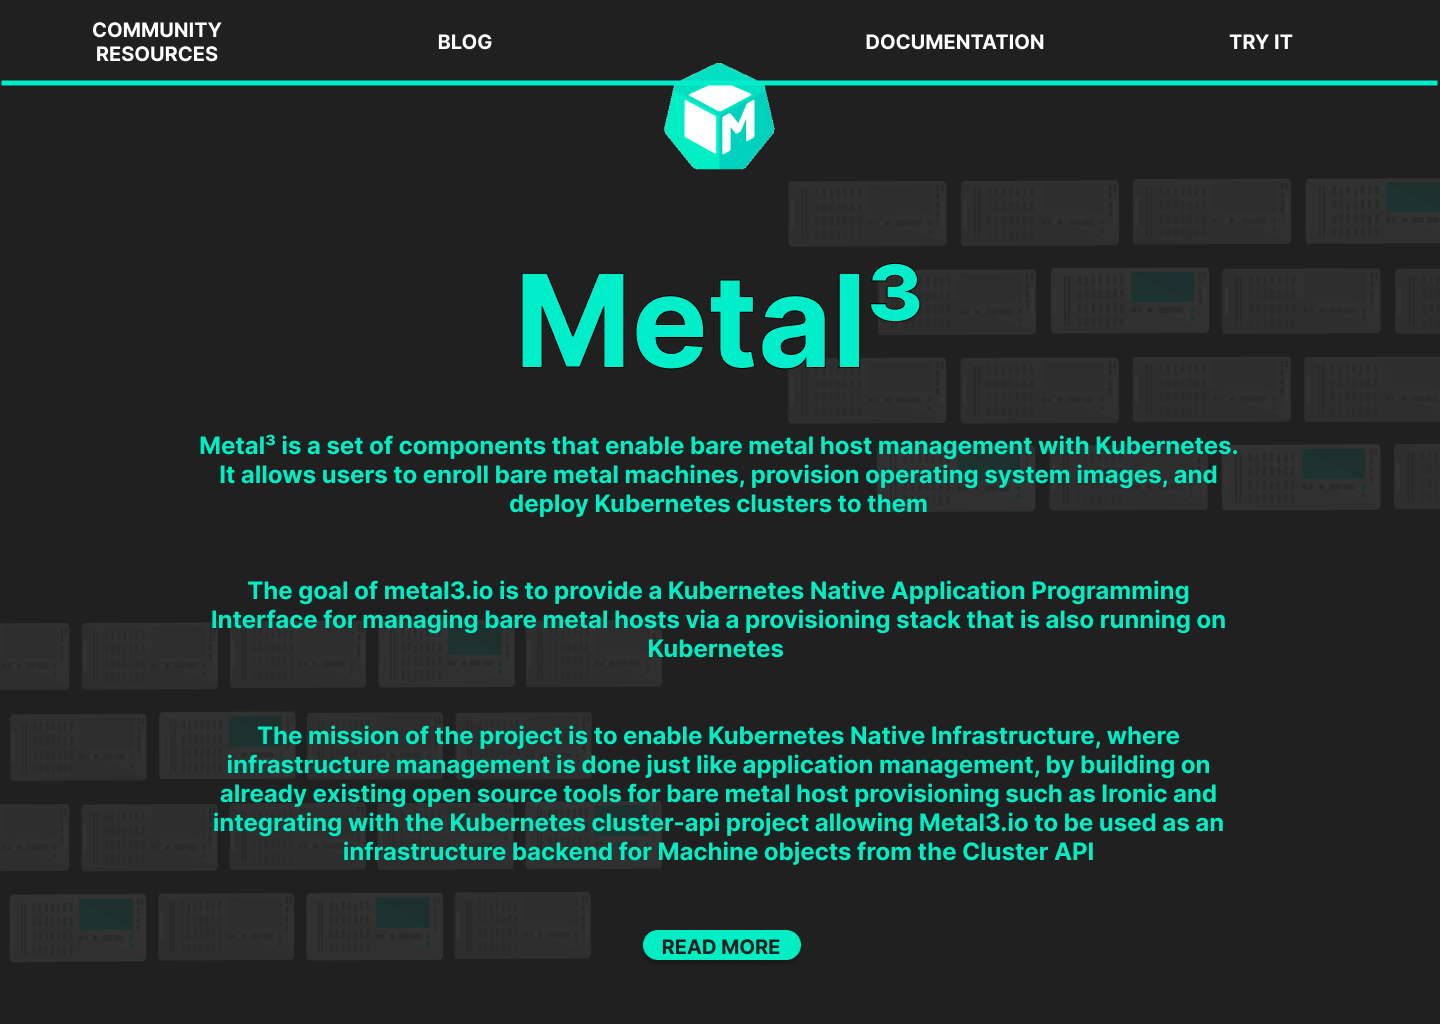 COMMUNITY
RESOURCES
BLOG
DOCUMENTATION
TRY IT
M
Metal³
Metal³ is a set of components that enable bare metal host management with Kubernetes.
It allows users to enroll bare metal machines, provision operating system images, and
deploy Kubernetes clusters to them
The goal of metal3.io is to provide a Kubernetes Native Application Programming
Interface for managing bare metal hosts via a provisioning stack that is also running on
Kubernetes
The mission of the project is to enable Kubernetes Native Infrastructure, where
infrastructure management is done just like application management, by building on
already existing open source tools for bare metal host provisioning such as Ironic and
integrating with the Kubernetes cluster-api project allowing Metal3.io to be used as an
infrastructure backend for Machine objects from the Cluster API
READ MORE